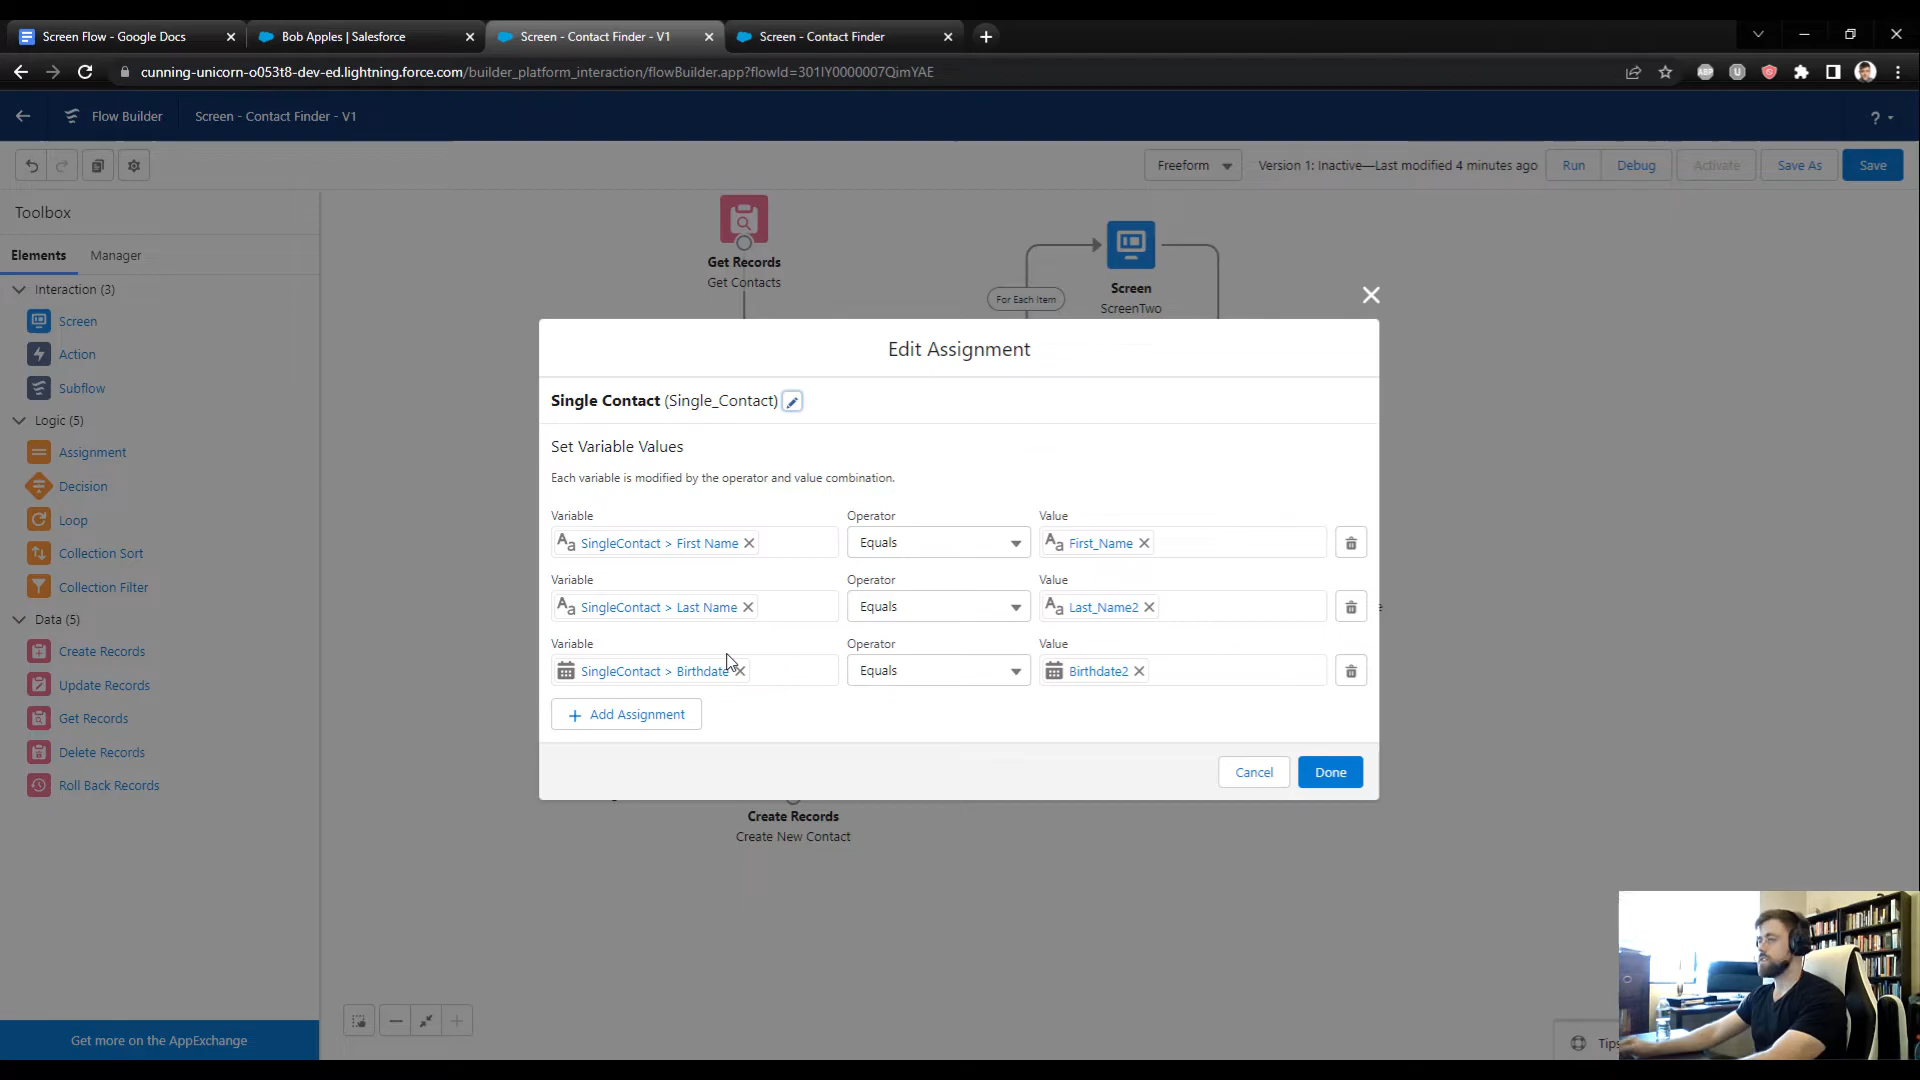 Screen Flow - Google Docs
Bob Apples | Salesforce
Screen - Contact Finder - V1
Screen - Contact Finder
cunning-unicorn-o053t8-dev-ed.lightning.force.com/builder_platform_interaction/flowBuilder.app?flowId=301IY0000007QimYAE
Flow Builder
Screen - Contact Finder - V1
?
Freeform
Version 1: Inactive—Last modified 4 minutes ago
Run
Debug
Activate
Save As
Save
Toolbox
Elements
Manager
Interaction (3)
Screen
Action
Subflow
Logic (5)
Assignment
Decision
Loop
Collection Sort
Collection Filter
Data (5)
Create Records
Update Records
Get Records
Delete Records
Roll Back Records
Get more on the AppExchange
Get Records
Get Contacts
For Each Item
Screen
ScreenTwo
Edit Assignment
Single Contact (Single_Contact)
Set Variable Values
Each variable is modified by the operator and value combination.
Variable Operator Value
Aa SingleContact > First Name Equals Aa First_Name
Variable Operator Value
Aa SingleContact > Last Name Equals Aa Last_Name2
Variable Operator Value
SingleContact > Birthdate Equals Birthdate2
+ Add Assignment
Cancel
Done
Create Records
Create New Contact
Tips